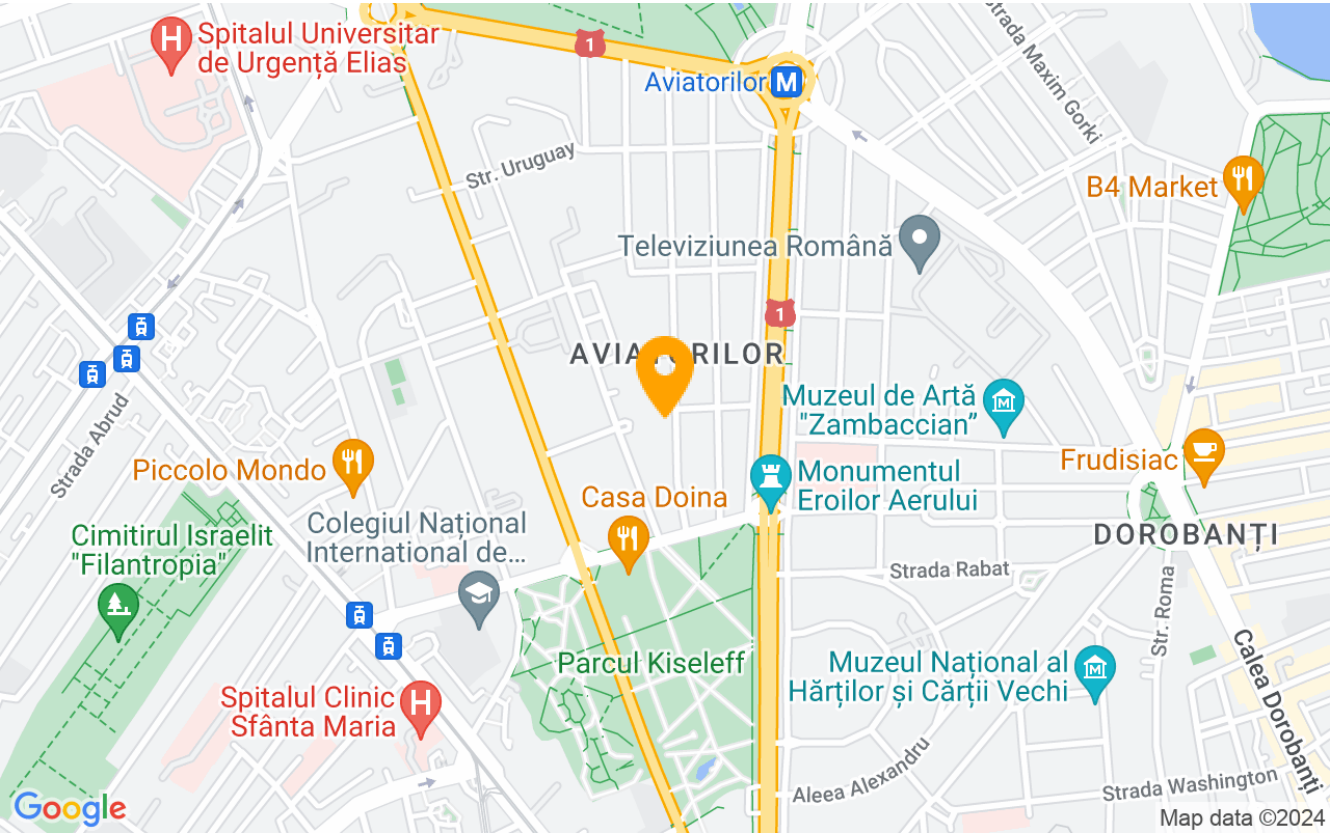 Spitalul Universitar
de Urgență Elias
1
Aviatorilor
M
Strada Maxim Gorki
Str. Uruguay
B4 Market
Televiziunea Română
1
AVIA
RILOR
Muzeul de Artă
"Zambaccian”
Strada Abrud
Piccolo Mondo
Frudisiac
Monumentul
Eroilor Aerului
Casa Doina
Colegiul Național
Internațional de...
Cimitirul Israelit
"Filantropia"
DOROBANȚI
Strada Rabat
Str. Roma
Parcul Kiseleff
Muzeul Național al
Hărților și Cărții Vechi
Spitalul Clinic
Sfânta Maria
Calea Dorobanți
Aleea Alexandru
Strada Washington
Google
Map data ©2024